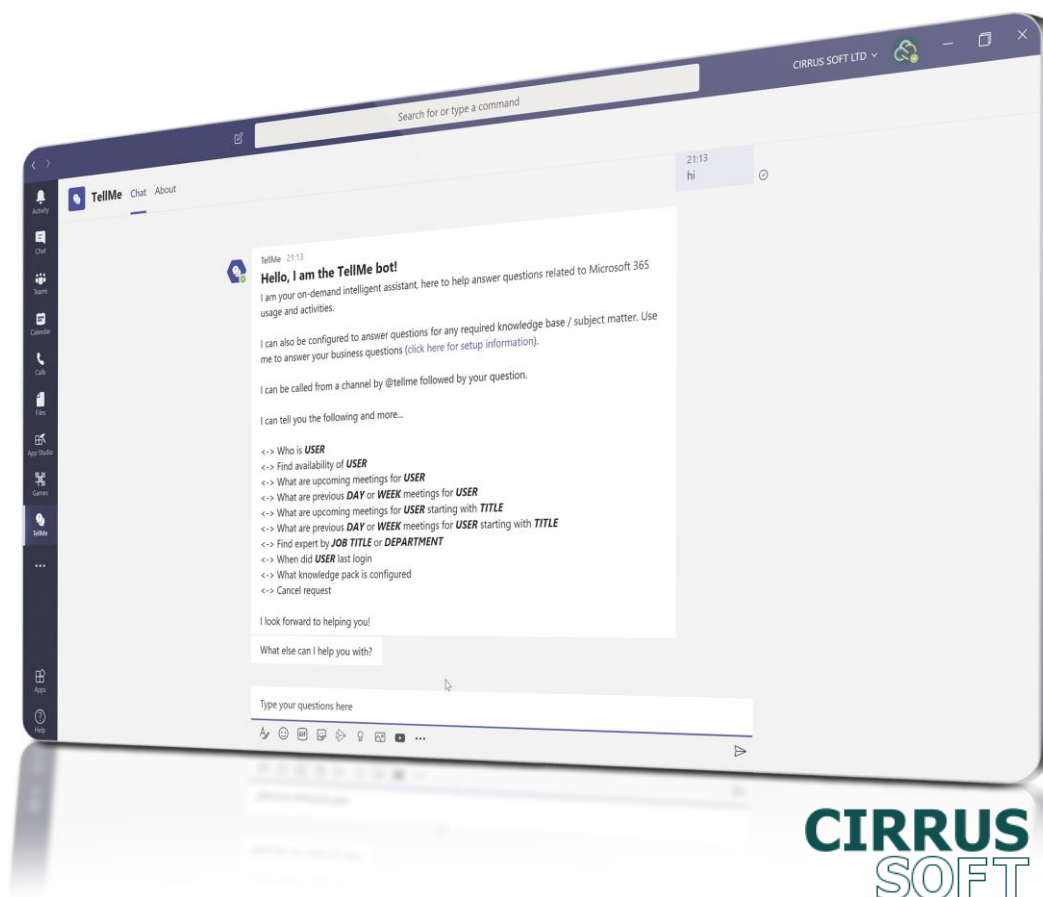 CIRRUS SOFT LTD
Search for or type a command
TellMe Chat About
21:13
hi
Activity
Chat
Teams
Calendar
Calls
Files
App Studio
Games
TellMe
Apps
Help
TellMe 21:13
Hello, I am the TellMe bot!
I am your on-demand intelligent assistant, here to help answer questions related to Microsoft 365
usage and activities.
I can also be configured to answer questions for any required knowledge base / subject matter. Use
me to answer your business questions (click here for setup information).
I can be called from a channel by @tellme followed by your question.
I can tell you the following and more...
<-> Who is USER
<-> Find availability of USER
<-> What are upcoming meetings for USER
<-> What are previous DAY or WEEK meetings for USER
<-> What are upcoming meetings for USER starting with TITLE
<-> What are previous DAY or WEEK meetings for USER starting with TITLE
<-> Find expert by JOB TITLE or DEPARTMENT
<-> When did USER last login
<-> What knowledge pack is configured
<-> Cancel request
I look forward to helping you!
What else can I help you with?
Type your questions here
GIF
CIRRUS
SOFT